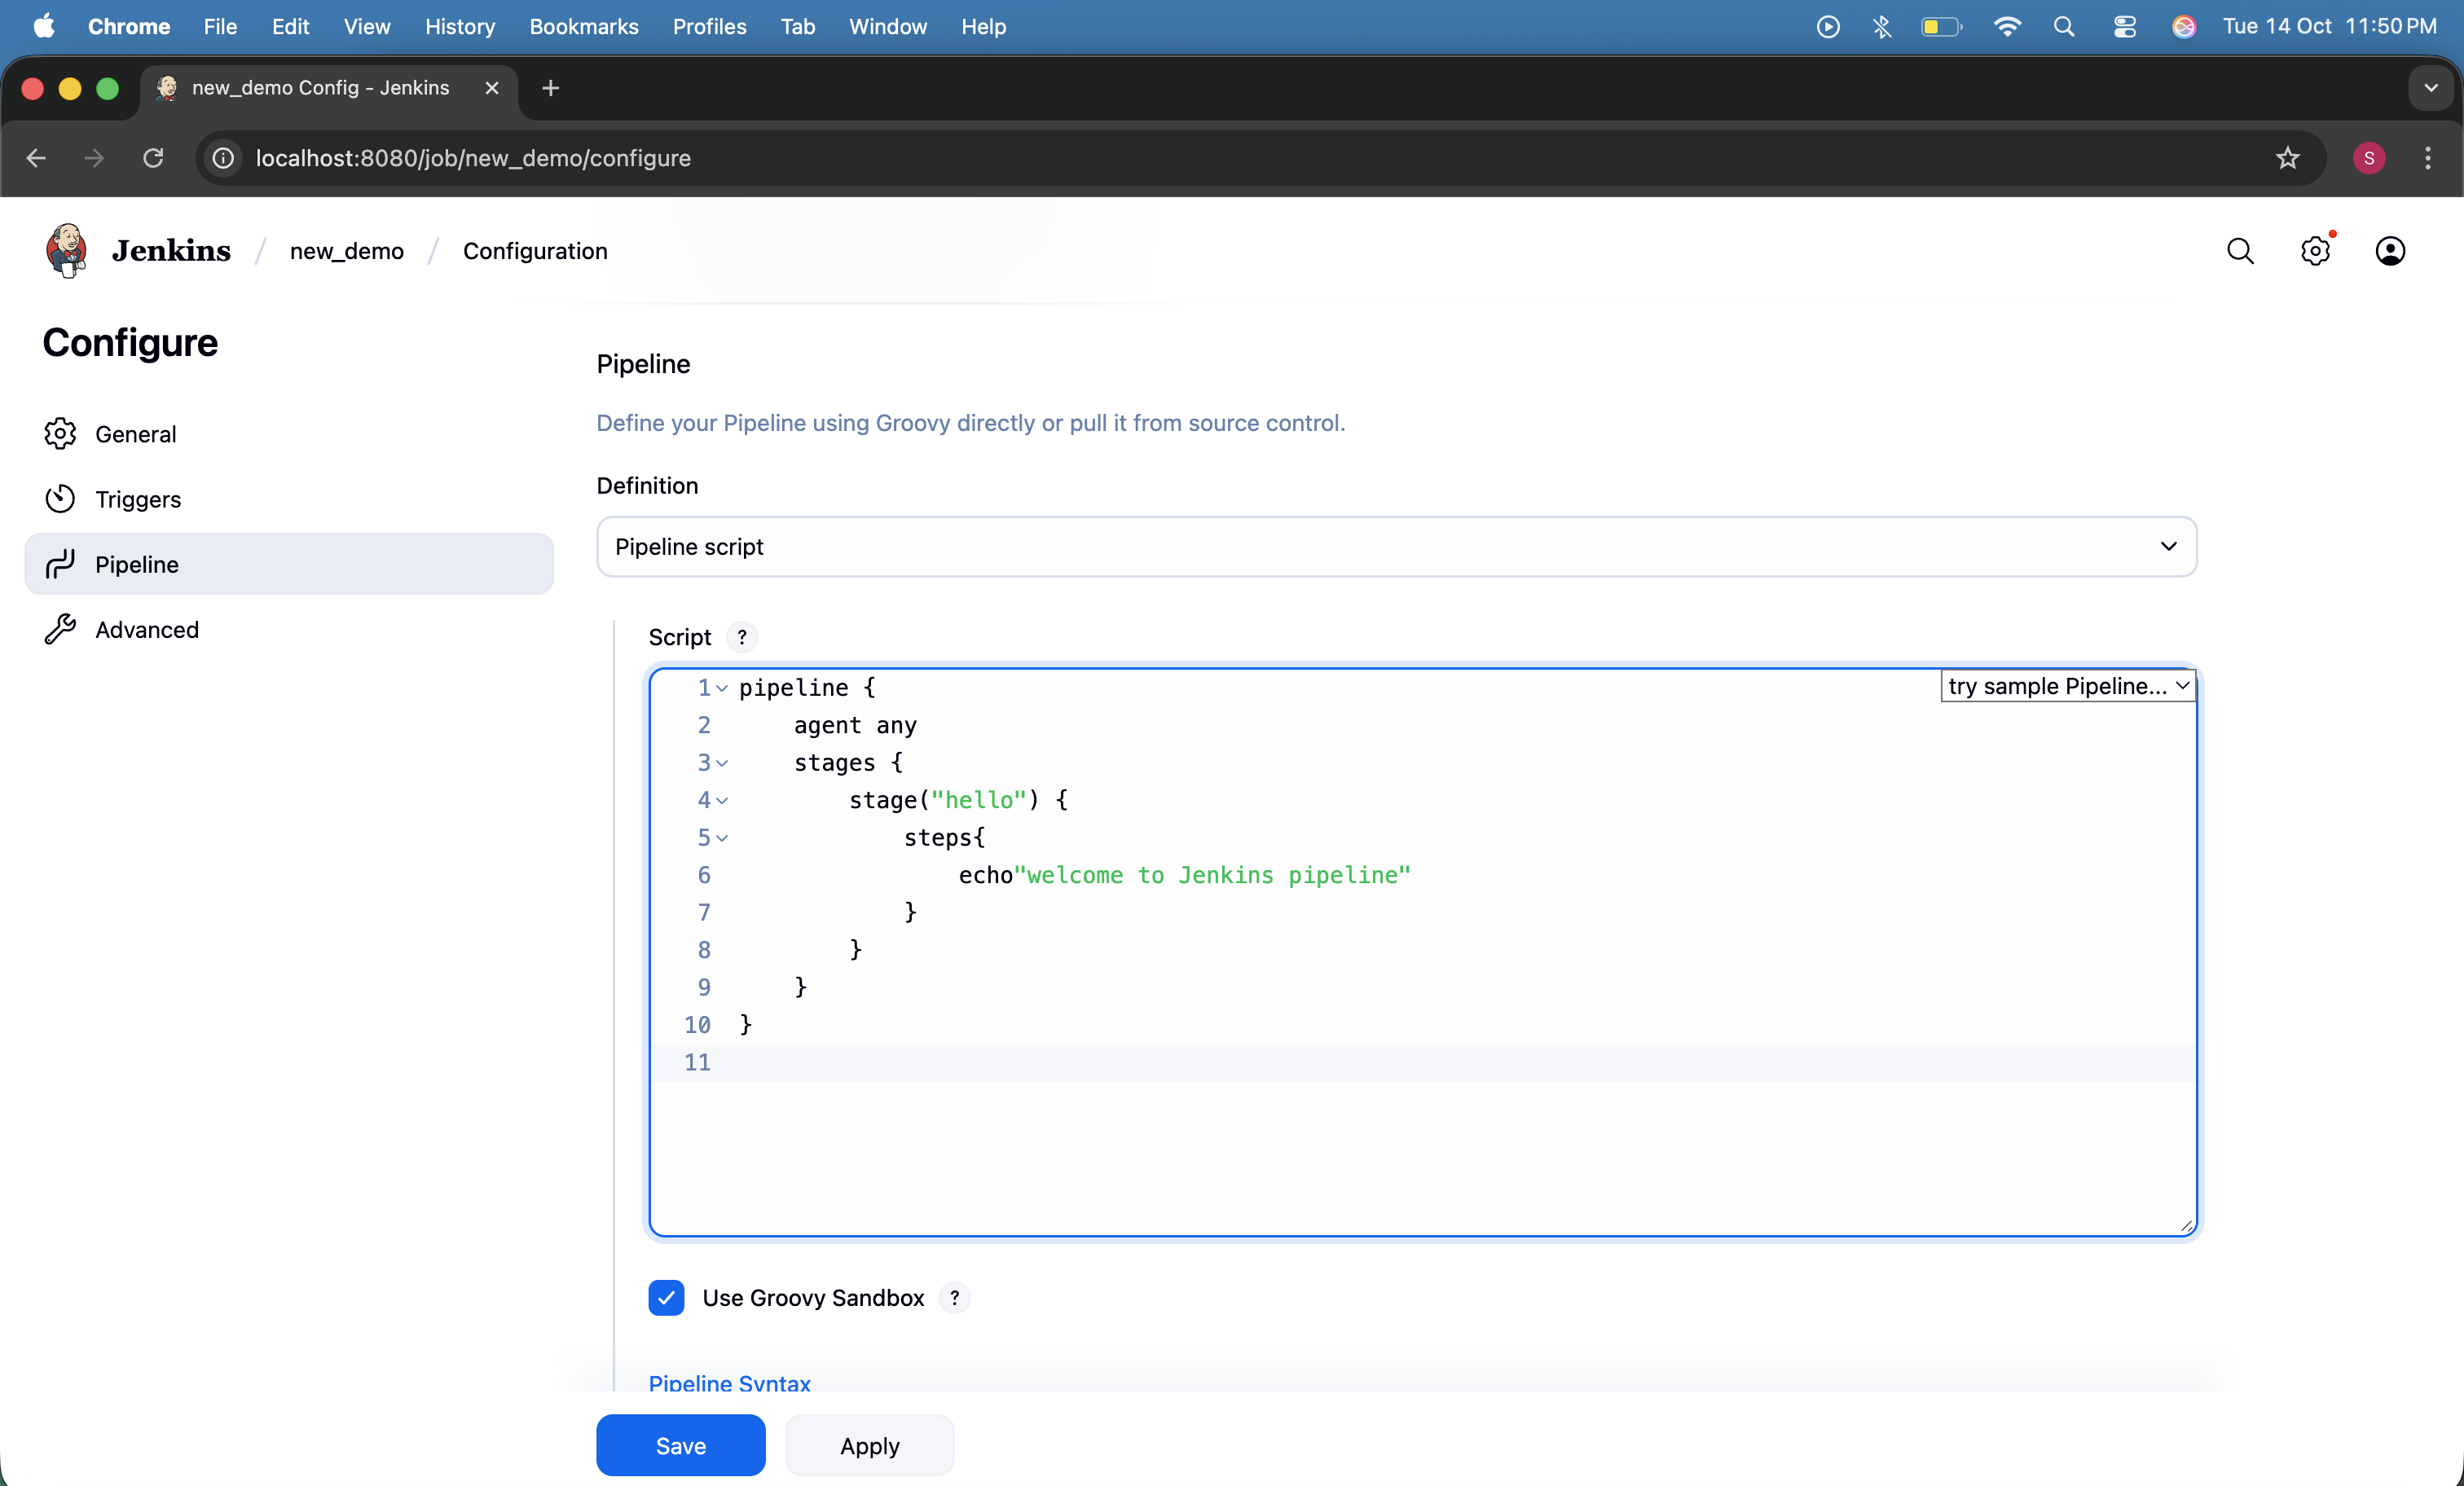 Chrome File Edit View History Bookmarks Profiles Tab Window Help Tue 14 Oct 11:50 PM
new_demo Config - Jenkins
localhost:8080/job/new_demo/configure S
Jenkins / new_demo / Configuration
Configure
General
Triggers
Pipeline
Advanced
Pipeline
Define your Pipeline using Groovy directly or pull it from source control.
Definition
Pipeline script
Script ?
try sample Pipeline...
1 pipeline {
2     agent any
3     stages {
4         stage("hello") {
5             steps{
6                 echo"welcome to Jenkins pipeline"
7             }
8         }
9     }
10 }
11
Use Groovy Sandbox ?
Pipeline Syntax
Save Apply